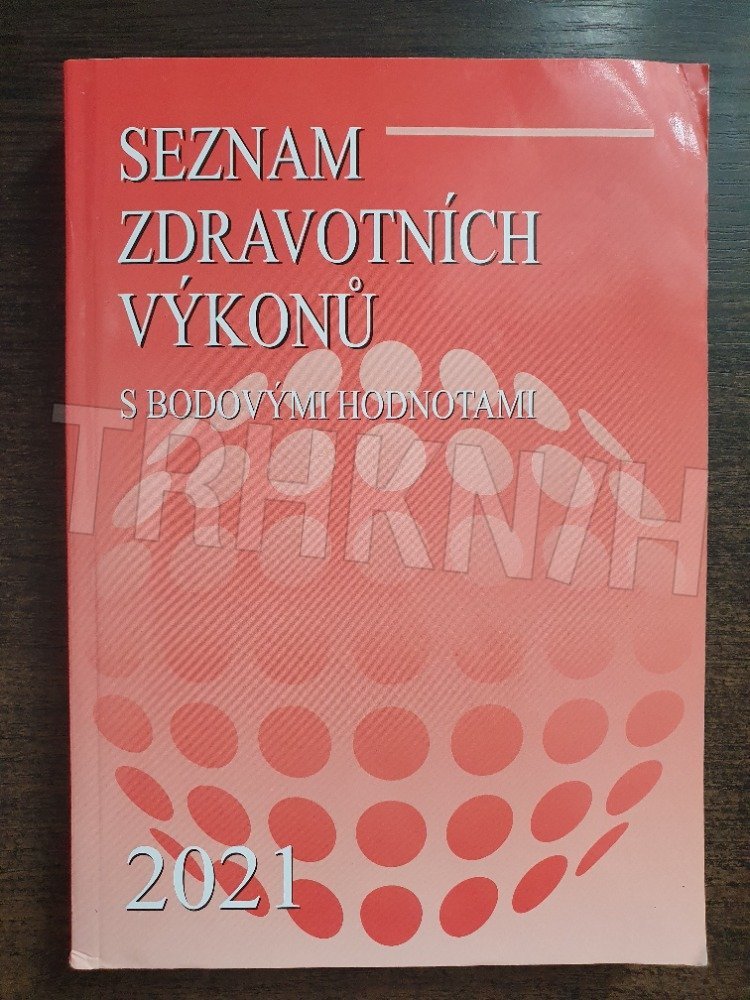 SEZNAM
ZDRAVOTNÍCH
VÝKONŮ
S BODOVÝMI HODNOTAMI
TRHKNIH
2021